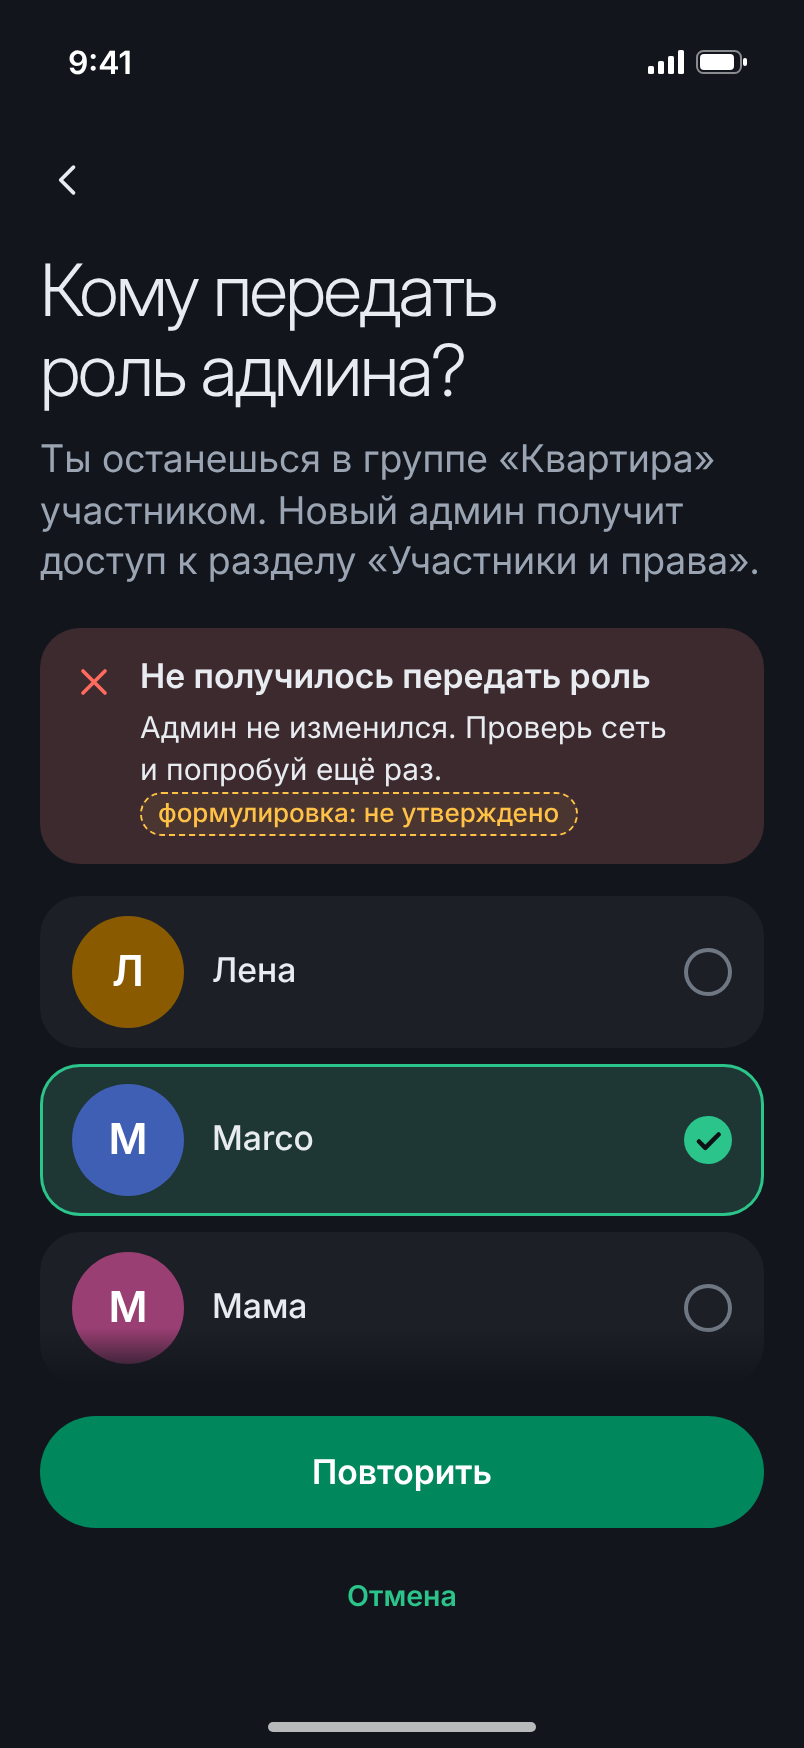 9:41
Кому передать
роль админа?
Ты останешься в группе «Квартира»
участником. Новый админ получит
доступ к разделу «Участники и права».
Не получилось передать роль
Админ не изменился. Проверь сеть
и попробуй ещё раз.
формулировка: не утверждено
Л
Лена
M
Marco
М
Мама
Повторить
Отмена